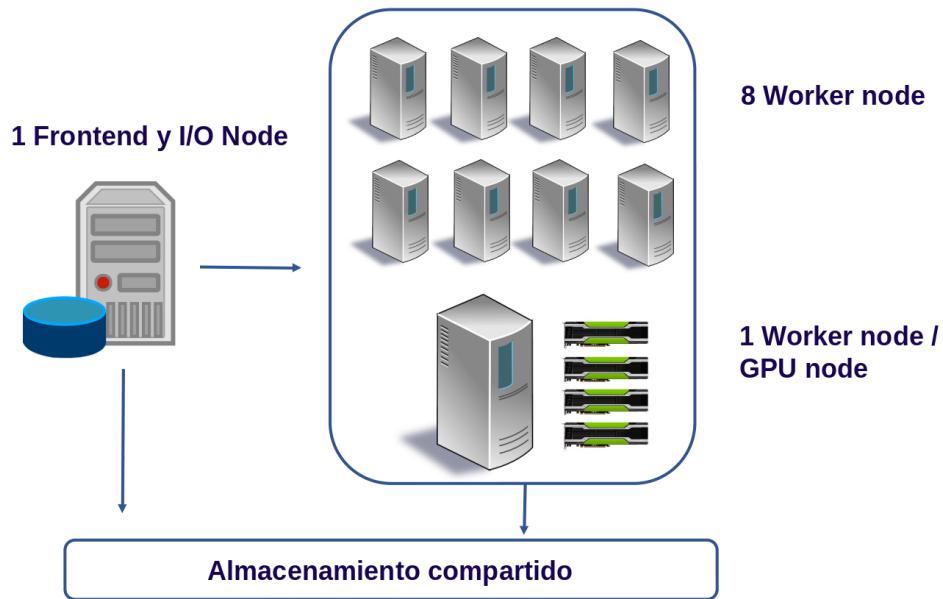 8 Worker node
1 Frontend y I/O Node
1 Worker node /
GPU node
Almacenamiento compartido